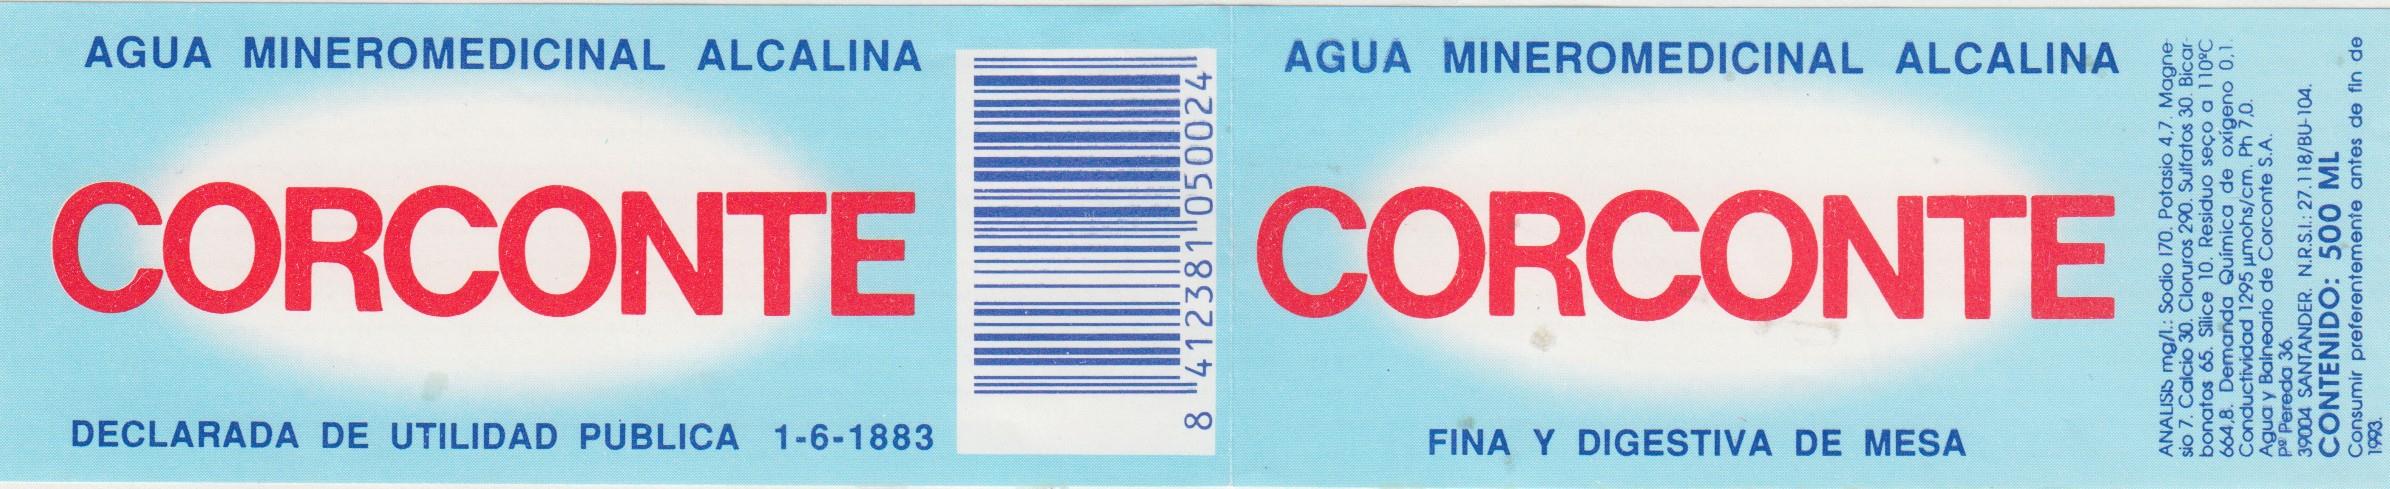 AGUA MINEROMEDICINAL ALCALINA
CORCONTE
DECLARADA DE UTILIDAD PÚBLICA 1-6-1883
8 412381 050024
AGUA MINEROMEDICINAL ALCALINA
CORCONTE
FINA Y DIGESTIVA DE MESA
ANALISIS mg/l.: Sodio 170. Potasio 4,7. Magne-
sio 7. Calcio 30. Cloruros 290. Sulfatos 30. Bicar-
bonatos 65. Sílice 10. Residuo seço a 110ºC
664,8. Demanda Química de oxígeno 0,1.
Conductividad 1295 µmohs/cm. Ph 7,0.
Agua y Balneario de Corconte S.A.
Pº Pereda 36.
39004 SANTANDER. N.R.S.I.: 27.1118/BU-104.
CONTENIDO: 500 ML
Consumir preferentemente antes de fin de
1993.